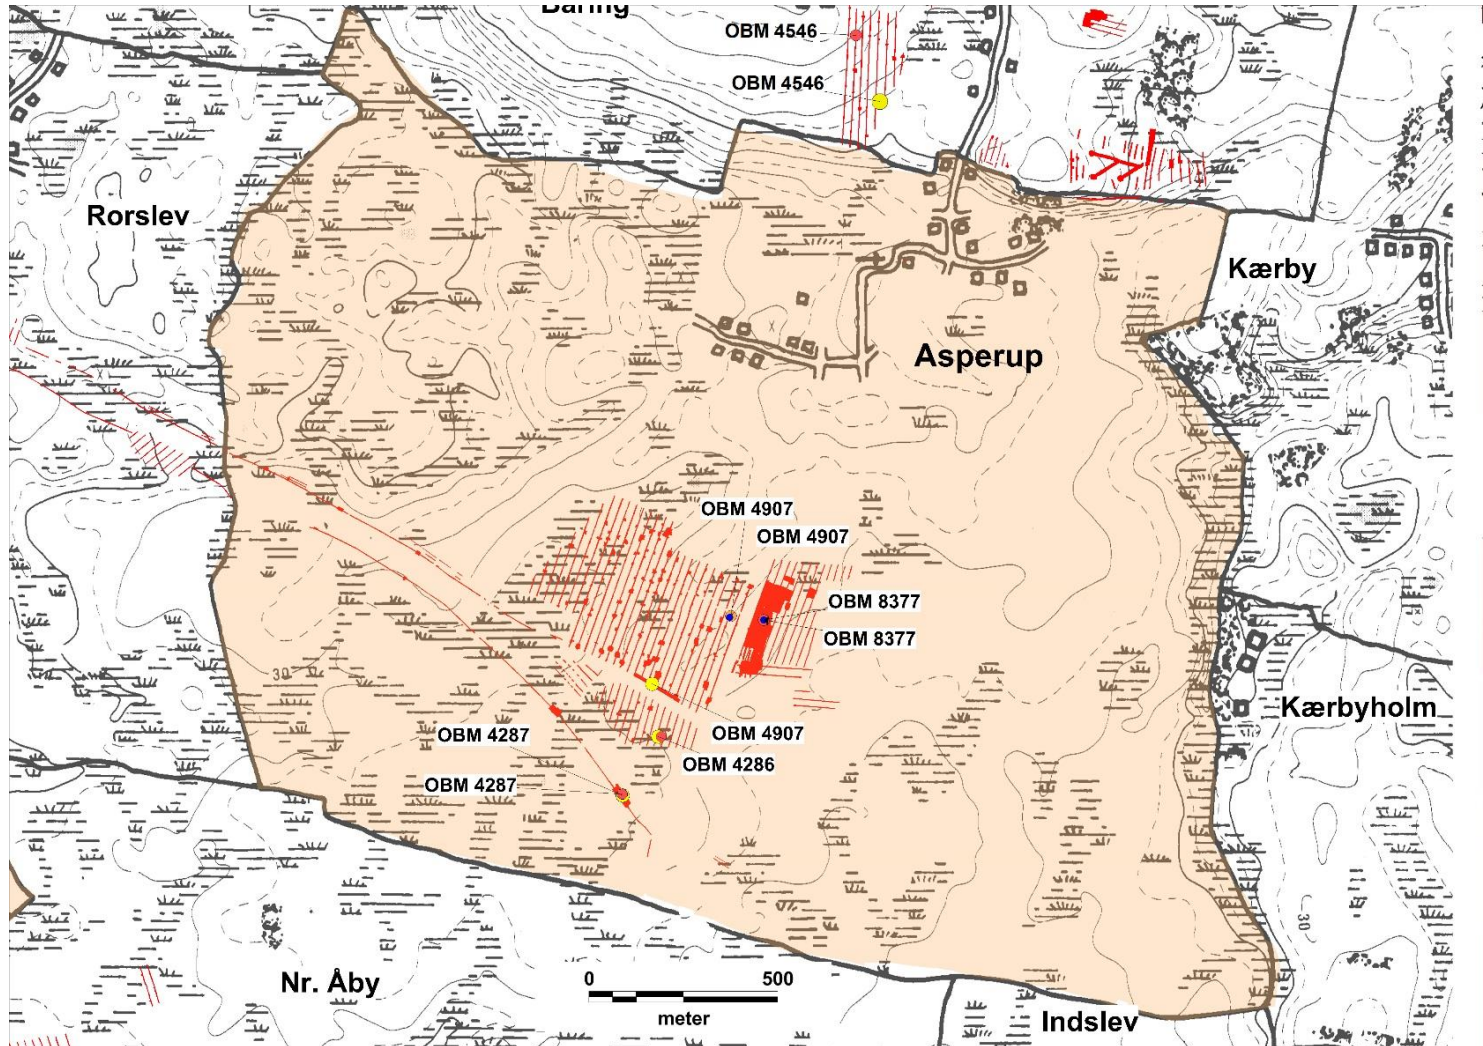 Båring
OBM 4546
OBM 4546
Rorslev
Kærby
Asperup
OBM 4907
OBM 4907
OBM 8377
OBM 8377
30
Kærbyholm
OBM 4287
OBM 4907
OBM 4286
OBM 4287
30
0 500
meter
Nr. Åby
Indslev